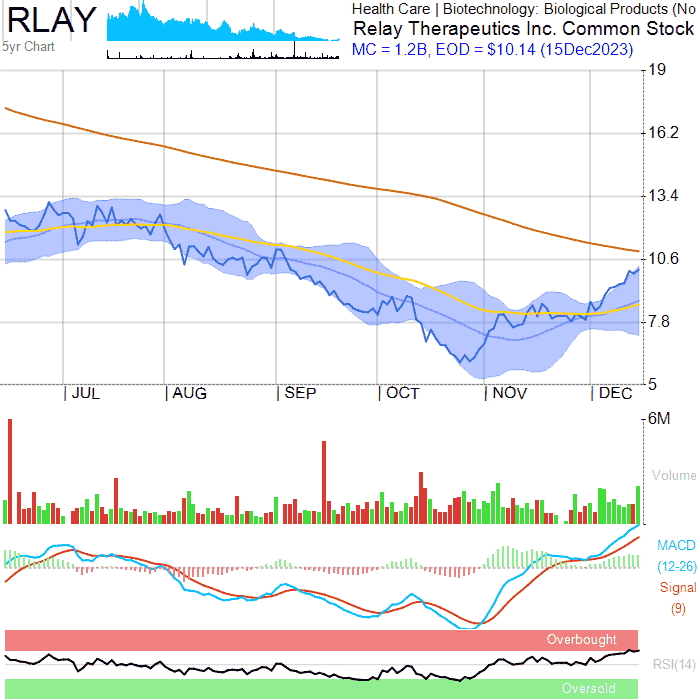 RLAY
5yr Chart
Health Care | Biotechnology: Biological Products (No
Relay Therapeutics Inc. Common Stock
MC = 1.2B, EOD = $10.14 (15Dec2023)
19
16.2
13.4
10.6
7.8
5
| JUL | AUG | SEP | OCT | NOV | DEC
6M
Volume
MACD
(12-26)
Signal
(9)
Overbought
RSI(14)
Oversold